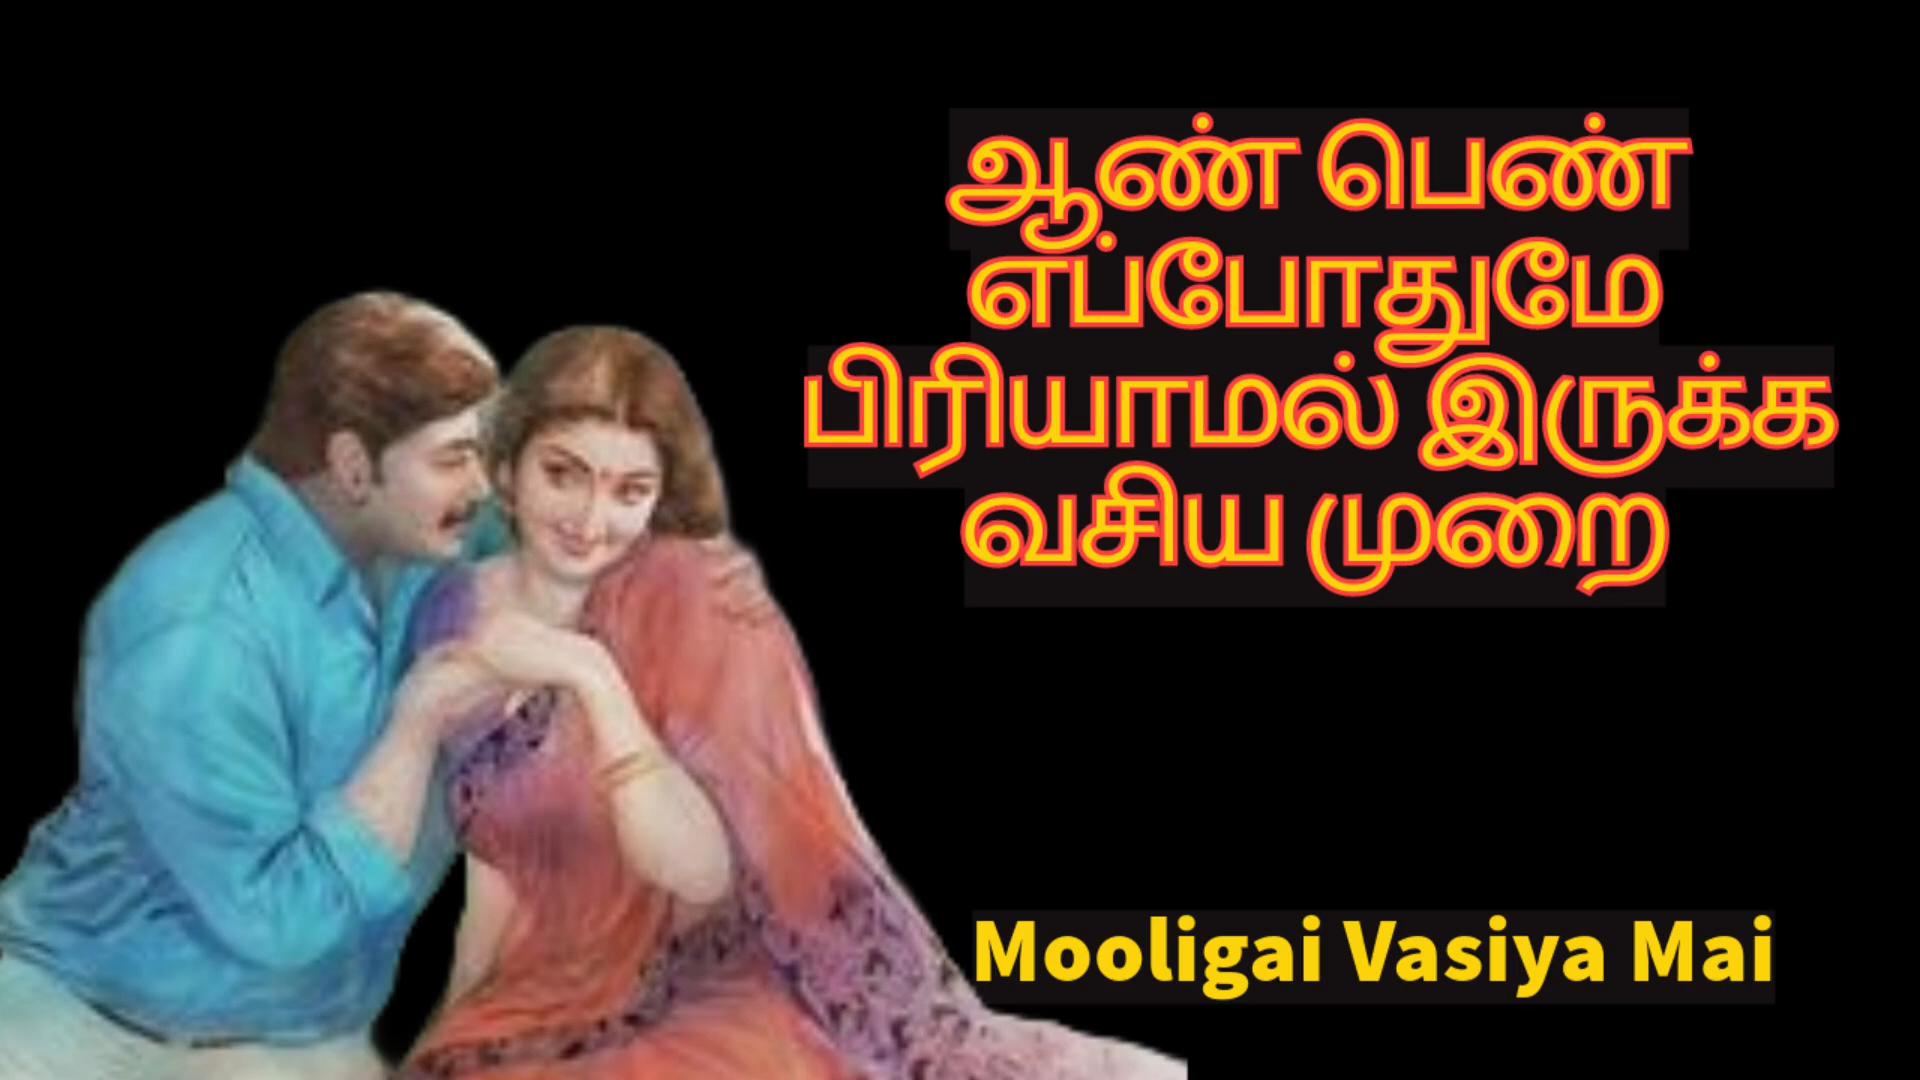 ஆண் பெண்
எப்போதுமே
பிரியாமல் இருக்க
வசிய முறை
Mooligai Vasiya Mai